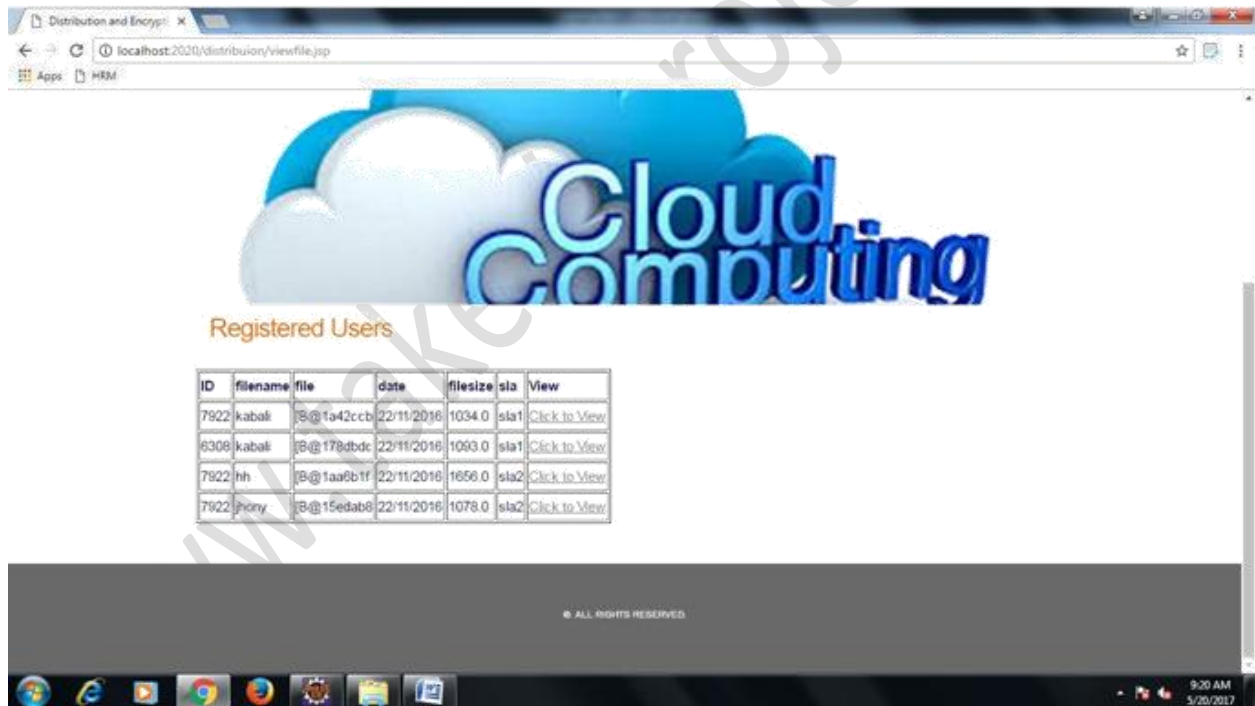 Distribution and Encrypti
localhost:2020/distribuion/viewfile.jsp
Apps HRM
Cloud
Computing
Registered Users
ID filename file date filesize sla View
7922 kabali [B@1a42ccb 22/11/2016 1034.0 sla1 Click to View
6308 kabali [B@178dbdc 22/11/2016 1093.0 sla1 Click to View
7922 hh [B@1aa6b1f 22/11/2016 1656.0 sla2 Click to View
7922 jhony [B@15edab8 22/11/2016 1078.0 sla2 Click to View
© ALL RIGHTS RESERVED.
9:20 AM
5/20/2017